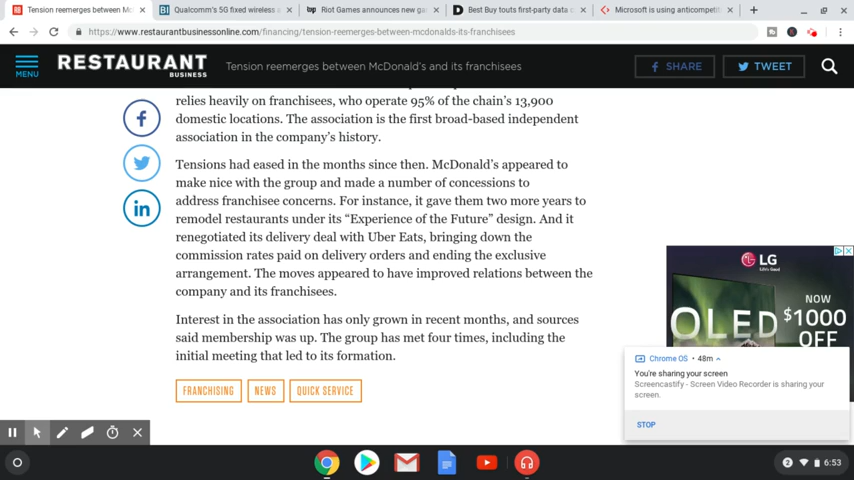 Tension reemerges between Mc
Qualcomm's 5G fixed wireless a
Riot Games announces new ga
Best Buy touts first-party data
Microsoft is using anticompetit
https://www.restaurantbusinessonline.com/financing/tension-reemerges-between-mcdonalds-its-franchisees
MENU
RESTAURANT
BUSINESS
Tension reemerges between McDonald's and its franchisees
SHARE
TWEET
relies heavily on franchisees, who operate 95% of the chain's 13,900
domestic locations. The association is the first broad-based independent
association in the company's history.
Tensions had eased in the months since then. McDonald's appeared to
make nice with the group and made a number of concessions to
address franchisee concerns. For instance, it gave them two more years to
remodel restaurants under its "Experience of the Future" design. And it
renegotiated its delivery deal with Uber Eats, bringing down the
commission rates paid on delivery orders and ending the exclusive
arrangement. The moves appeared to have improved relations between the
company and its franchisees.
Interest in the association has only grown in recent months, and sources
said membership was up. The group has met four times, including the
initial meeting that led to its formation.
FRANCHISING
NEWS
QUICK SERVICE
LG
Life's Good
OLED
NOW
$1000
OFF
Chrome OS • 48m
You're sharing your screen
Screencastify - Screen Video Recorder is sharing your
screen.
STOP
2
6:53